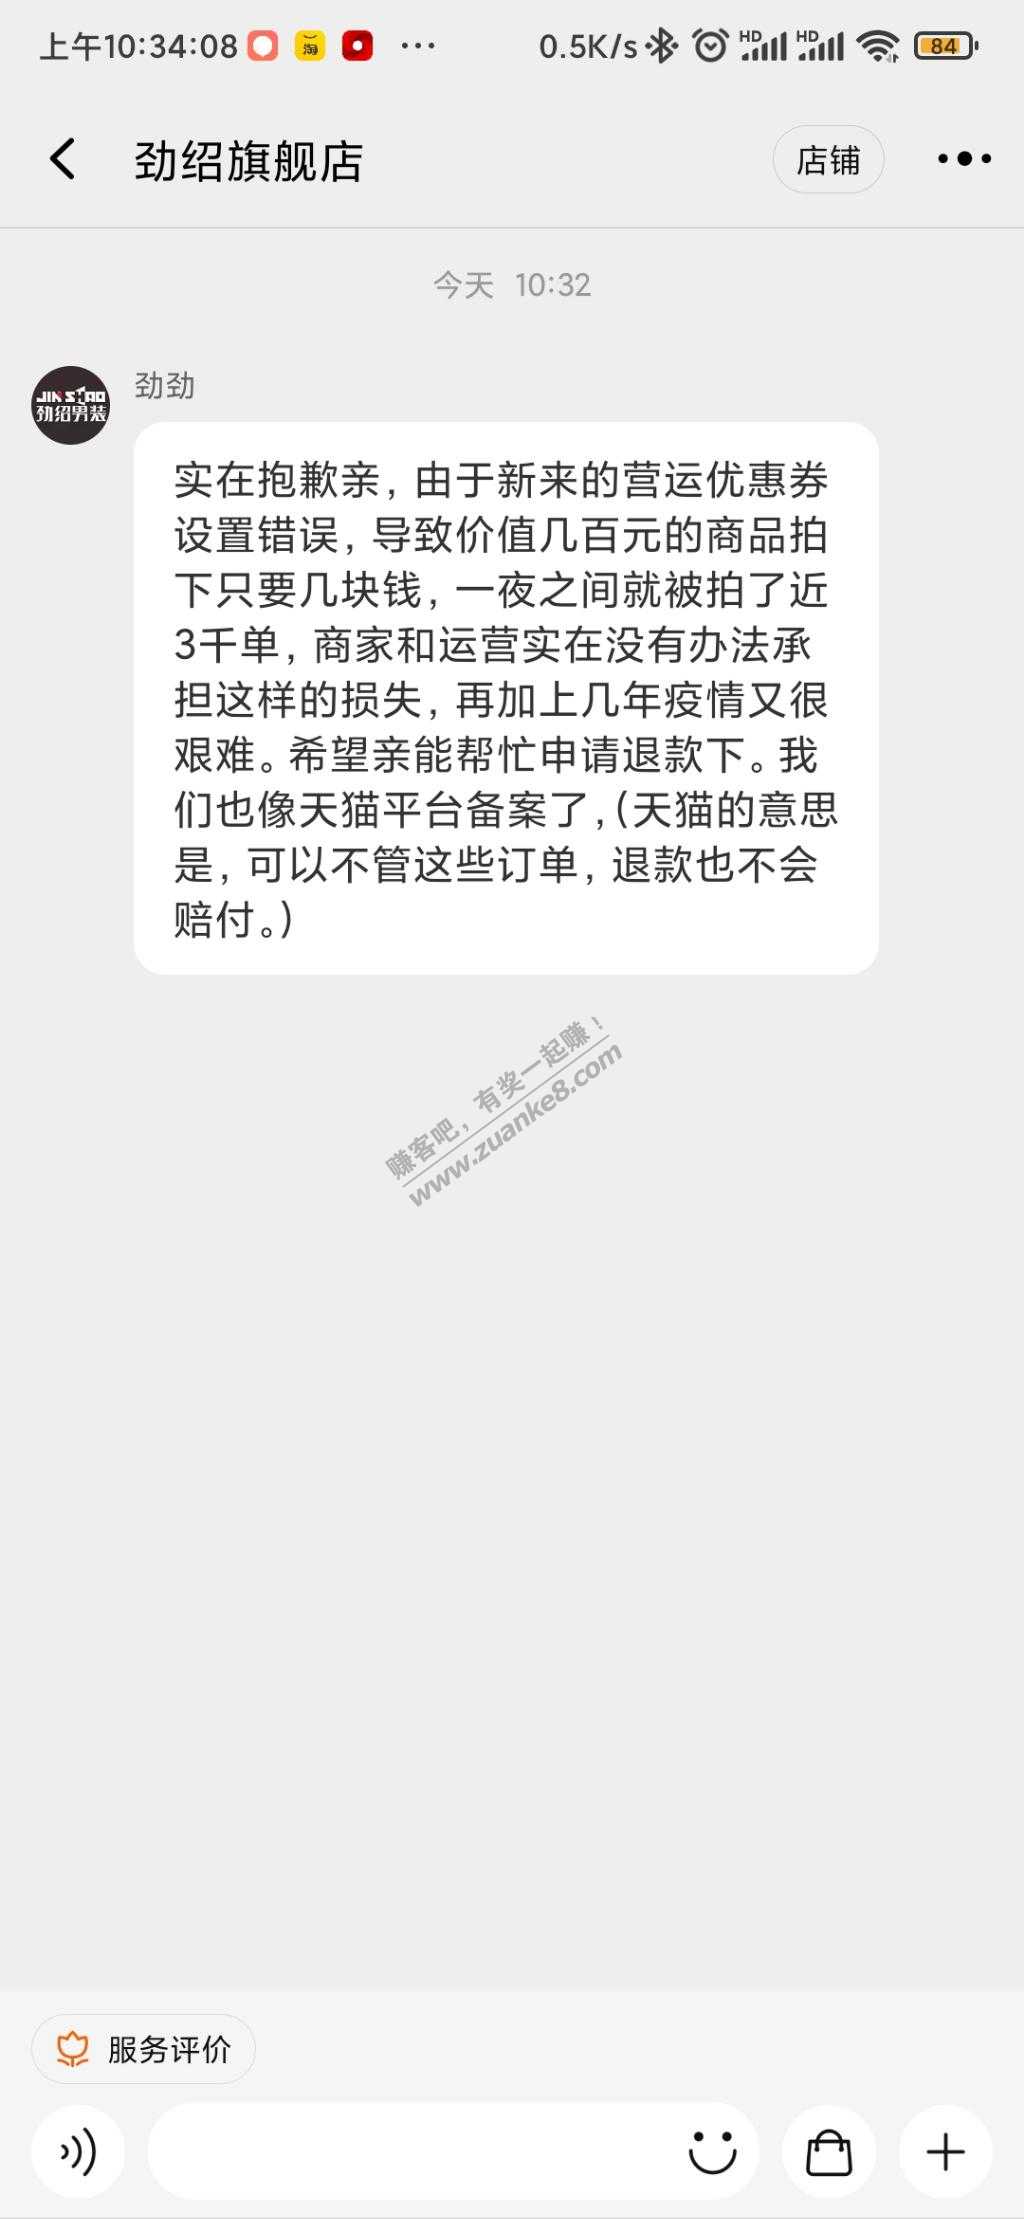 上午10:34:08 淘 ··· 0.5K/s HD HD 84
劲绍旗舰店 店铺
今天 10:32
劲劲
JINSHAO
劲绍男装
实在抱歉亲，由于新来的营运优惠券
设置错误，导致价值几百元的商品拍
下只要几块钱，一夜之间就被拍了近
3千单，商家和运营实在没有办法承
担这样的损失，再加上几年疫情又很
艰难。希望亲能帮忙申请退款下。我
们也像天猫平台备案了,(天猫的意思
是，可以不管这些订单，退款也不会
赔付。)
赚客吧，有奖一起赚！
www.zuanke8.com
服务评价